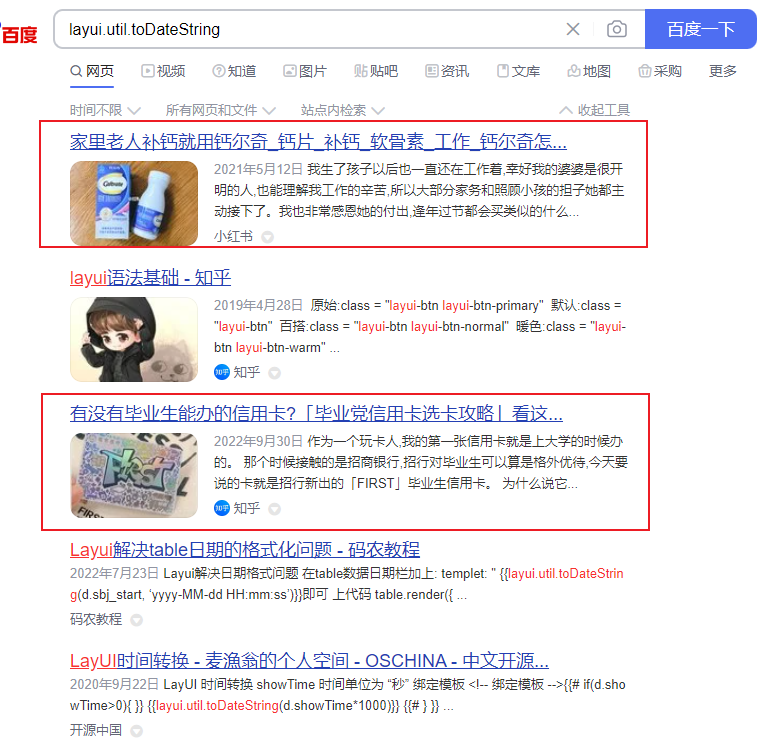 百度
layui.util.toDateString
百度一下
网页 视频 知道 图片 贴吧 资讯 文库 地图 采购 更多
时间不限 所有网页和文件 站点内检索 收起工具
家里老人补钙就用钙尔奇_钙片_补钙_软骨素_工作_钙尔奇怎...
Caltrate
2021年5月12日 我生了孩子以后也一直还在工作着,幸好我的婆婆是很开
明的人,也能理解我工作的辛苦,所以大部分家务和照顾小孩的担子她都主
动接下了。我也非常感恩她的付出,逢年过节都会买类似的什么...
小红书
layui语法基础 - 知乎
2019年4月28日 原始:class = "layui-btn layui-btn-primary" 默认:class =
"layui-btn" 百搭:class = "layui-btn layui-btn-normal" 暖色:class = "layui-
btn layui-btn-warm" ...
知乎 知乎
有没有毕业生能办的信用卡?「毕业党信用卡选卡攻略」看这...
First
FIRS
2022年9月30日 作为一个玩卡人,我的第一张信用卡就是上大学的时候办
的。 那个时候接触的是招商银行,招行对毕业生可以算是格外优待,今天要
说的卡就是招行新出的「FIRST」毕业生信用卡。 为什么说它...
知乎 知乎
Layui解决table日期的格式化问题 - 码农教程
2022年7月23日 Layui解决日期格式问题 在table数据日期栏加上: templet: " {{layui.util.toDateStrin
g(d.sbj_start, ‘yyyy-MM-dd HH:mm:ss’)}}即可 上代码 table.render({ ...
码农教程
LayUI时间转换 - 麦渔翁的个人空间 - OSCHINA - 中文开源...
2020年9月22日 LayUI 时间转换 showTime 时间单位为 “秒” 绑定模板 <!-- 绑定模板 -->{{# if(d.sho
wTime>0){ }} {{layui.util.toDateString(d.showTime*1000)}} {{# } }} ...
开源中国